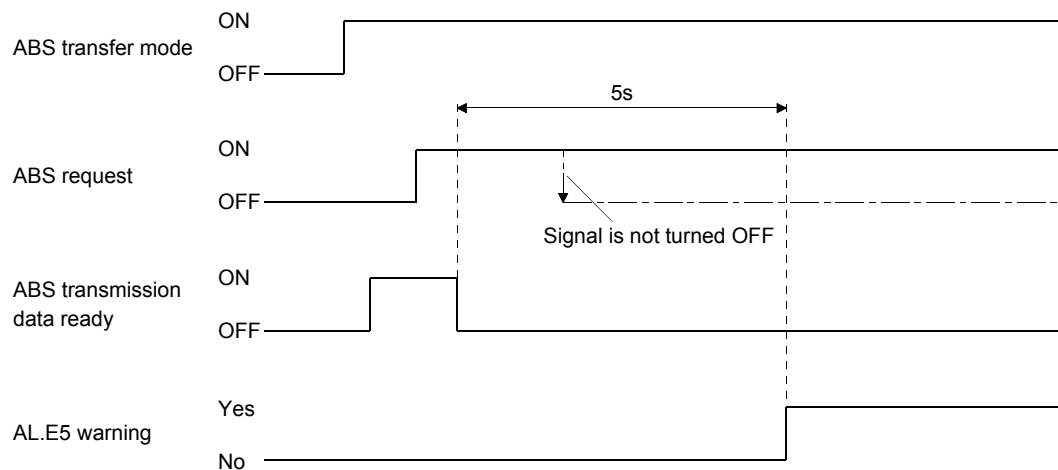 ON
ABS transfer mode
OFF
5s
ON
ABS request
OFF
Signal is not turned OFF
ON
ABS transmission
data ready
OFF
Yes
AL.E5 warning
No